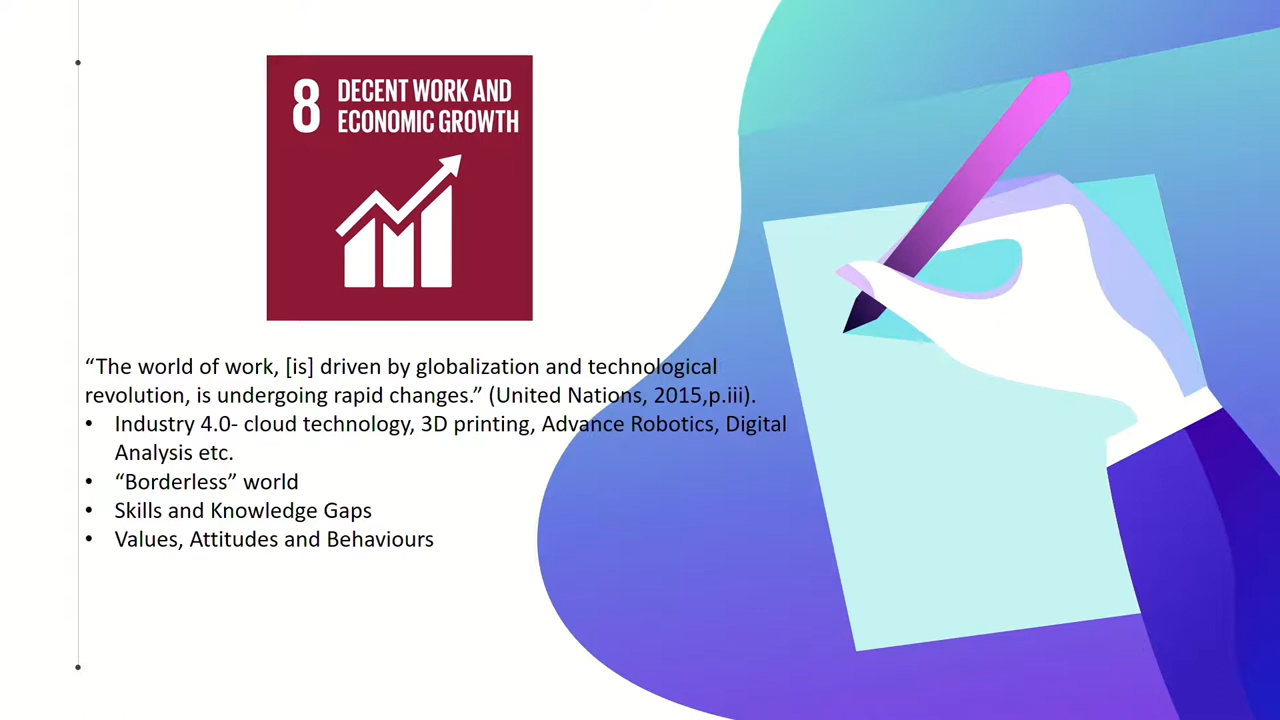 8 DECENT WORK AND
ECONOMIC GROWTH
“The world of work, [is] driven by globalization and technological
revolution, is undergoing rapid changes.” (United Nations, 2015,p.iii).
• Industry 4.0- cloud technology, 3D printing, Advance Robotics, Digital
Analysis etc.
• “Borderless” world
• Skills and Knowledge Gaps
• Values, Attitudes and Behaviours